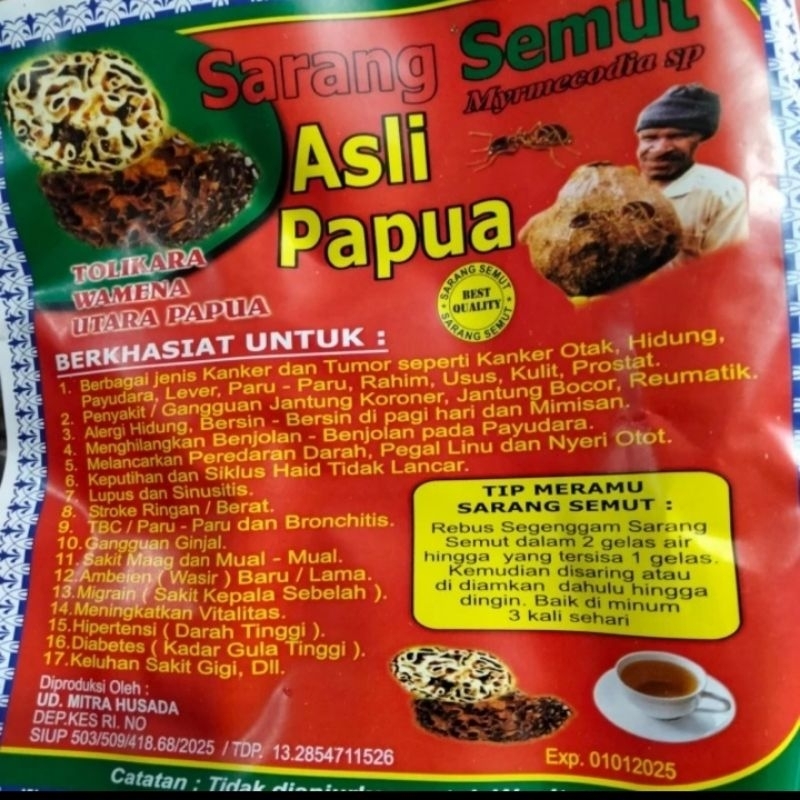 Sarang Semut
Myrmecodia sp
Asli
Papua
TOLIKARA
WAMENA
UTARA PAPUA
SARANG SEMUT
BEST
QUALITY
SARANG SEMUT
BERKHASIAT UNTUK :
1. Berbagai jenis Kanker dan Tumor seperti Kanker Otak, Hidung,
Payudara, Lever, Paru - Paru, Rahim, Usus, Kulit, Prostat.
2. Penyakit / Gangguan Jantung Koroner, Jantung Bocor, Reumatik.
3. Alergi Hidung, Bersin - Bersin di pagi hari dan Mimisan.
4. Menghilangkan Benjolan - Benjolan pada Payudara.
5. Melancarkan Peredaran Darah, Pegal Linu dan Nyeri Otot.
6. Keputihan dan Siklus Haid Tidak Lancar.
7. Lupus dan Sinusitis.
8. Stroke Ringan / Berat.
9. TBC / Paru - Paru dan Bronchitis.
10. Gangguan Ginjal.
11. Sakit Maag dan Mual - Mual.
12. Ambeien ( Wasir ) Baru / Lama.
13. Migrain ( Sakit Kepala Sebelah ).
14. Meningkatkan Vitalitas.
15. Hipertensi ( Darah Tinggi ).
16. Diabetes ( Kadar Gula Tinggi ).
17. Keluhan Sakit Gigi, Dll.
TIP MERAMU
SARANG SEMUT :
Rebus Segenggam Sarang
Semut dalam 2 gelas air
hingga yang tersisa 1 gelas.
Kemudian disaring atau
di diamkan dahulu hingga
dingin. Baik di minum
3 kali sehari
Diproduksi Oleh :
UD. MITRA HUSADA
DEP.KES RI. NO
SIUP 503/509/418.68/2025 / TDP. 13.2854711526
Exp. 01012025
Catatan : Tidak